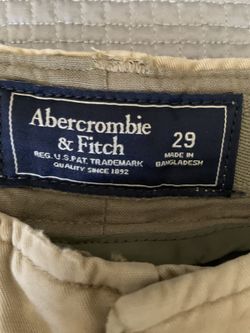 Abercrombie
& Fitch
REG. U.S. PAT. TRADEMARK
QUALITY SINCE 1892
29
MADE IN
BANGLADESH